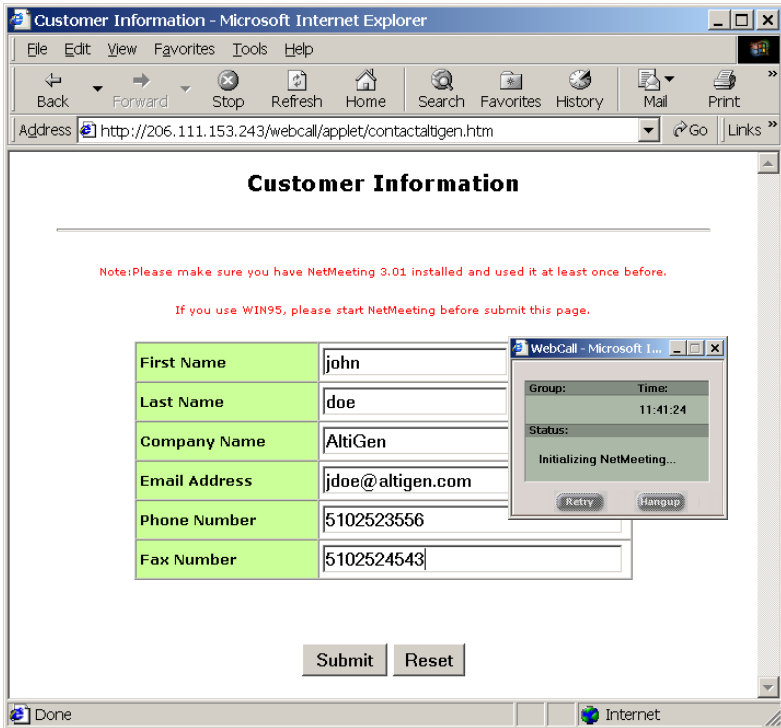 Customer Information - Microsoft Internet Explorer
File Edit View Favorites Tools Help
Back Forward Stop Refresh Home Search Favorites History Mail Print »
Address http://206.111.153.243/webcall/applet/contactaltigen.htm Go Links »
Customer Information
Note:Please make sure you have NetMeeting 3.01 installed and used it at least once before.
If you use WIN95, please start NetMeeting before submit this page.
First Name john
Last Name doe
Company Name AltiGen
Email Address jdoe@altigen.com
Phone Number 5102523556
Fax Number 5102524543
WebCall - Microsoft I...
Group: Time:
11:41:24
Status:
Initializing NetMeeting...
Retry Hangup
Submit Reset
Done Internet